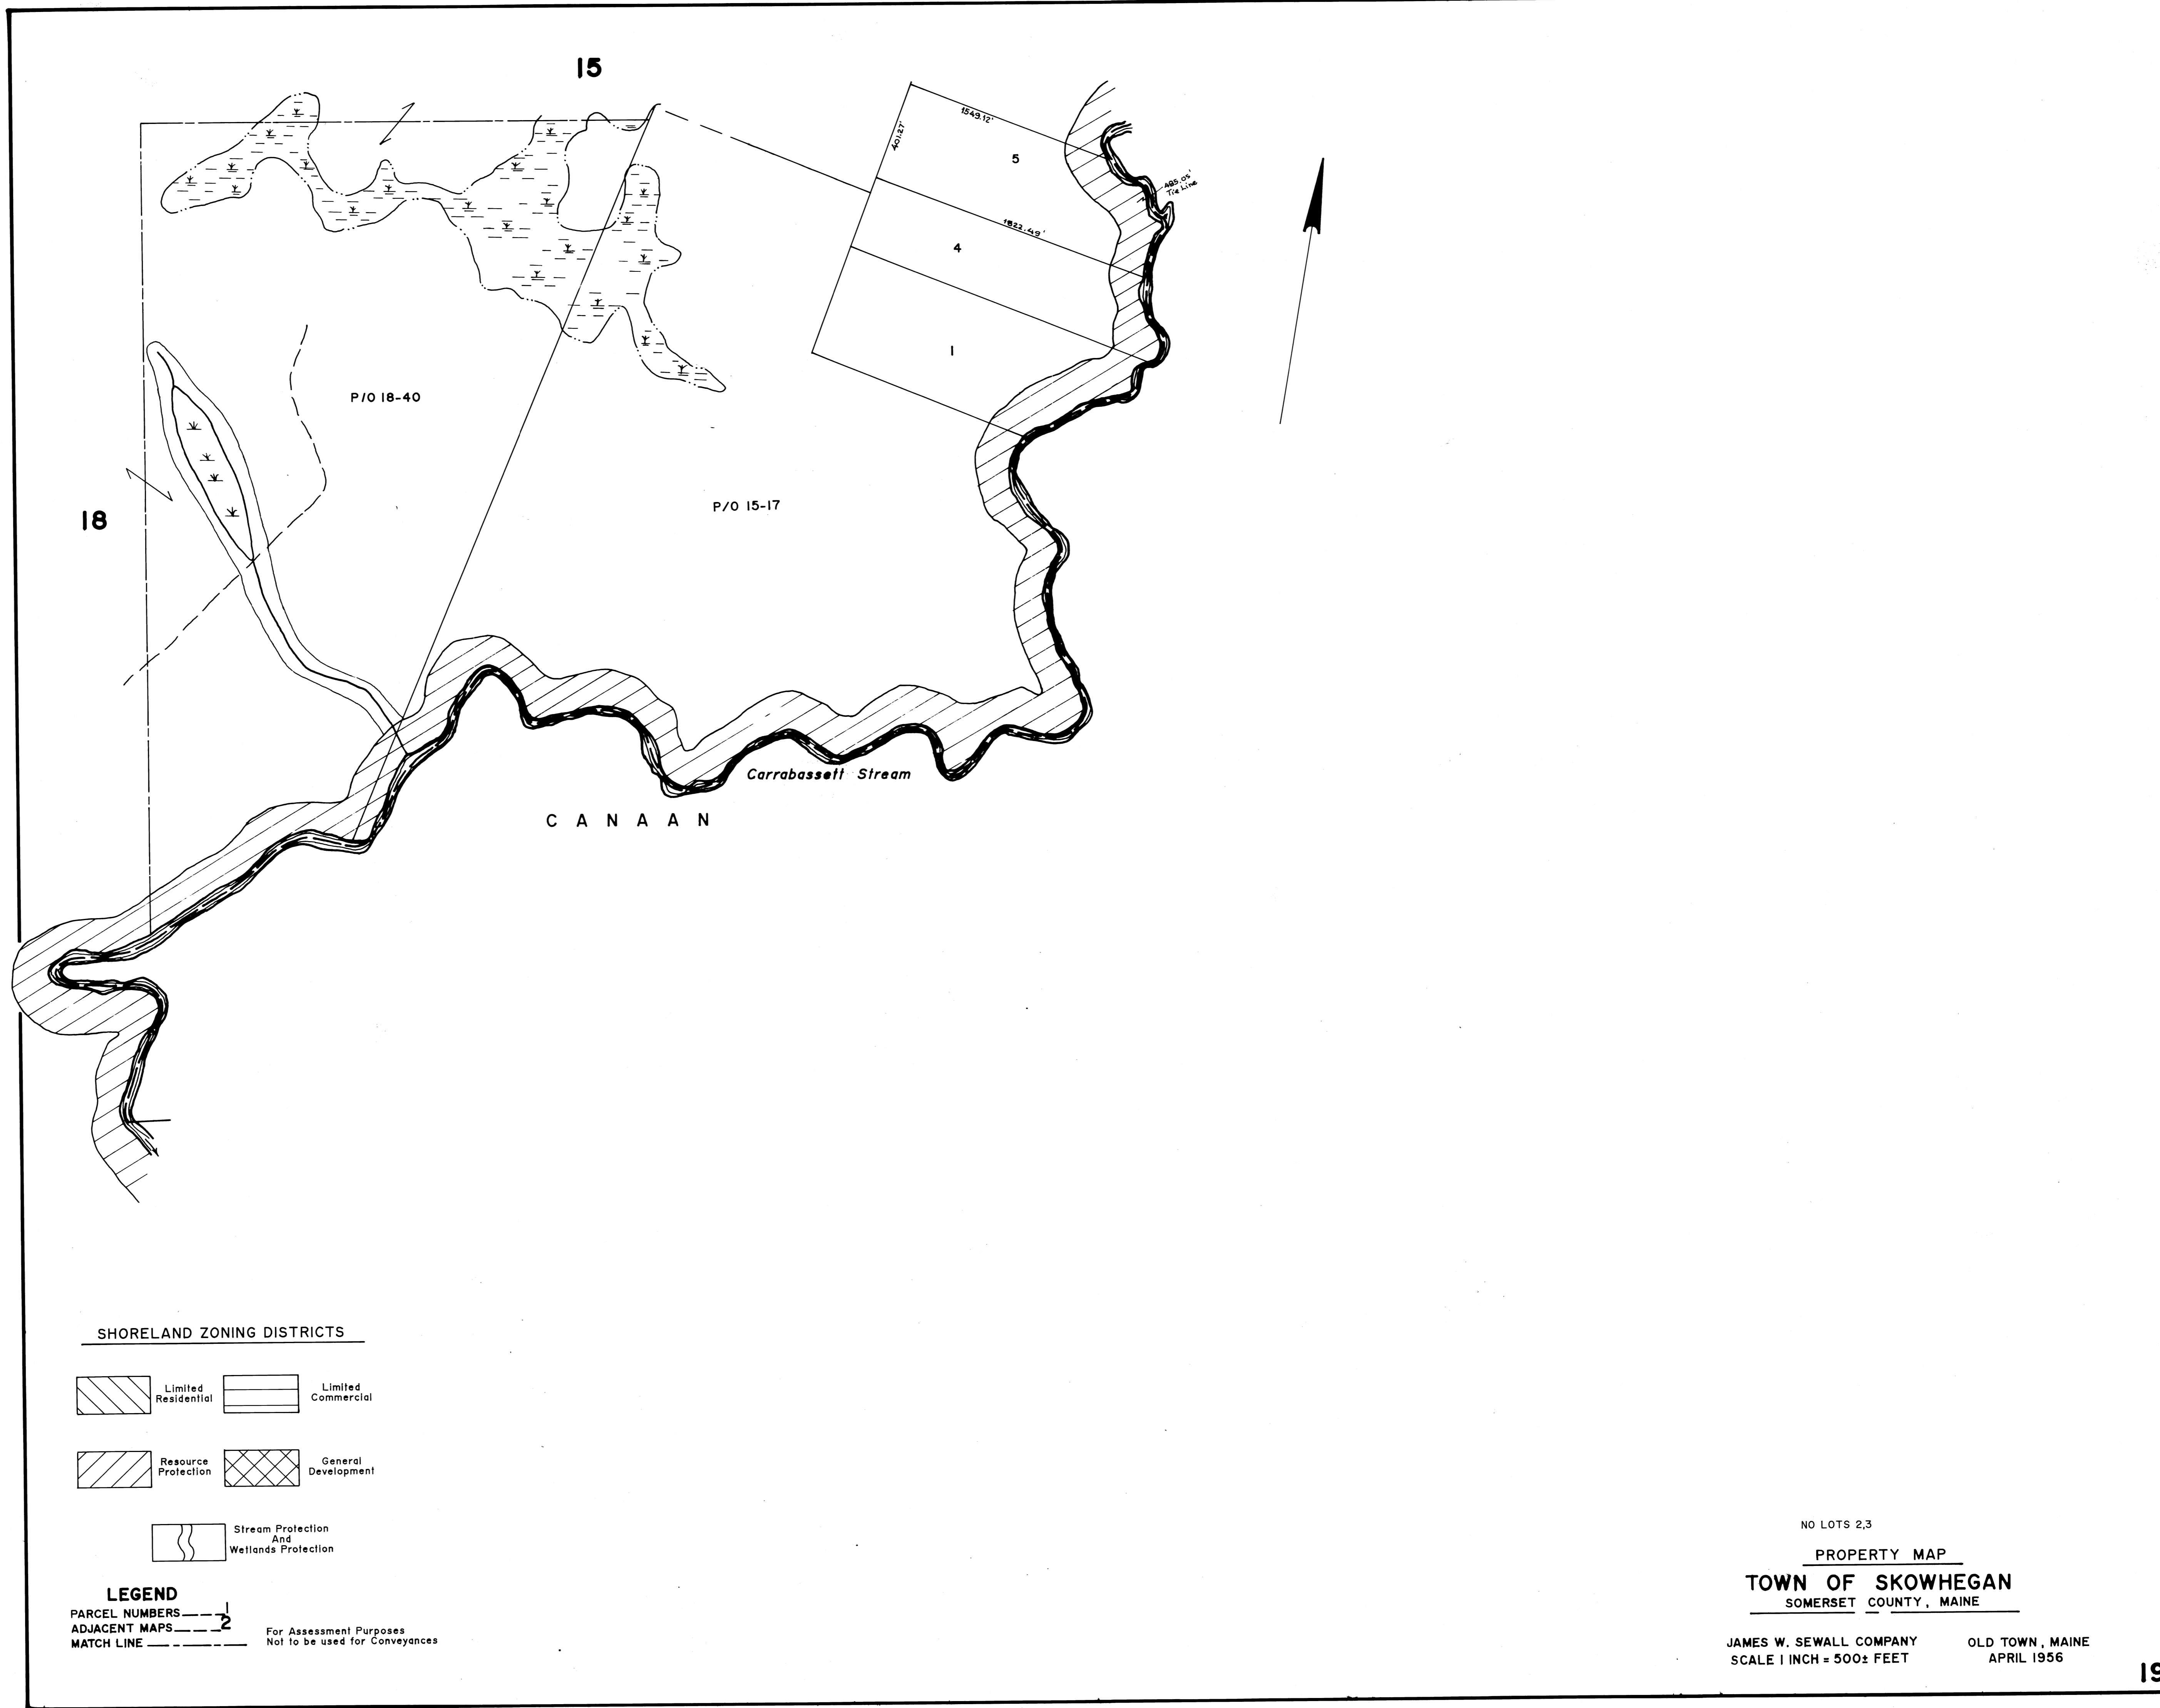 15
1549.12'
401.27'
5
485.05'
Tie Line
1822.49'
4
1
P/O 18-40
P/O 15-17
18
Carrabassett Stream
CANAAN
SHORELAND ZONING DISTRICTS
Limited
Residential
Limited
Commercial
Resource
Protection
General
Development
Stream Protection
And
Wetlands Protection
LEGEND
PARCEL NUMBERS 1
ADJACENT MAPS 2
MATCH LINE
For Assessment Purposes
Not to be used for Conveyances
NO LOTS 2,3
PROPERTY MAP
TOWN OF SKOWHEGAN
SOMERSET COUNTY, MAINE
JAMES W. SEWALL COMPANY
SCALE 1 INCH = 500± FEET
OLD TOWN, MAINE
APRIL 1956
19